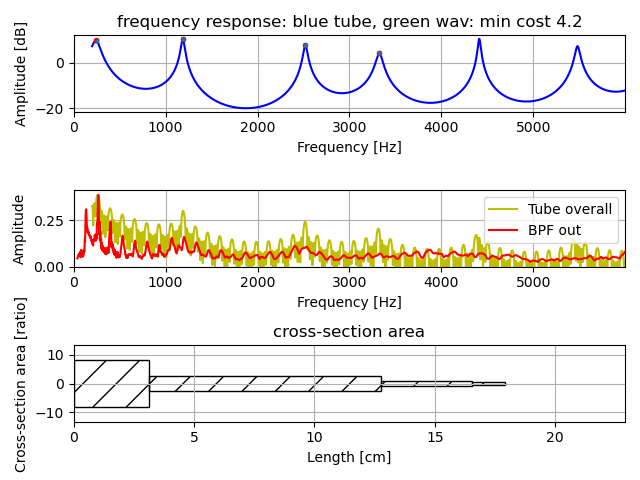 frequency response: blue tube, green wav: min cost 4.2
Amplitude [dB]
0
−20
0 1000 2000 3000 4000 5000
Frequency [Hz]
Amplitude
0.25
0.00
Tube overall
BPF out
0 1000 2000 3000 4000 5000
Frequency [Hz]
cross-section area
Cross-section area [ratio]
10
0
−10
0 5 10 15 20
Length [cm]